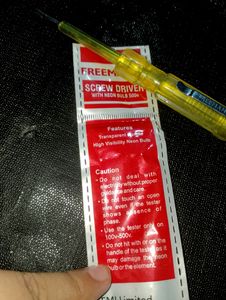 FREEM
SCREW DRIVER
WITH NEON BULB 500v
Features
Transparent
High Visibility Neon Bulb
Caution
• Do not deal with
electricity without proper
guidance and care.
• Do not touch an open
wire even if the tester
shows absence of
phase.
• Use the tester only on
100v-500v.
• Do not hit with or on the
handle of the tester as it
may damage the neon
bulb or the element.
EMI Limited